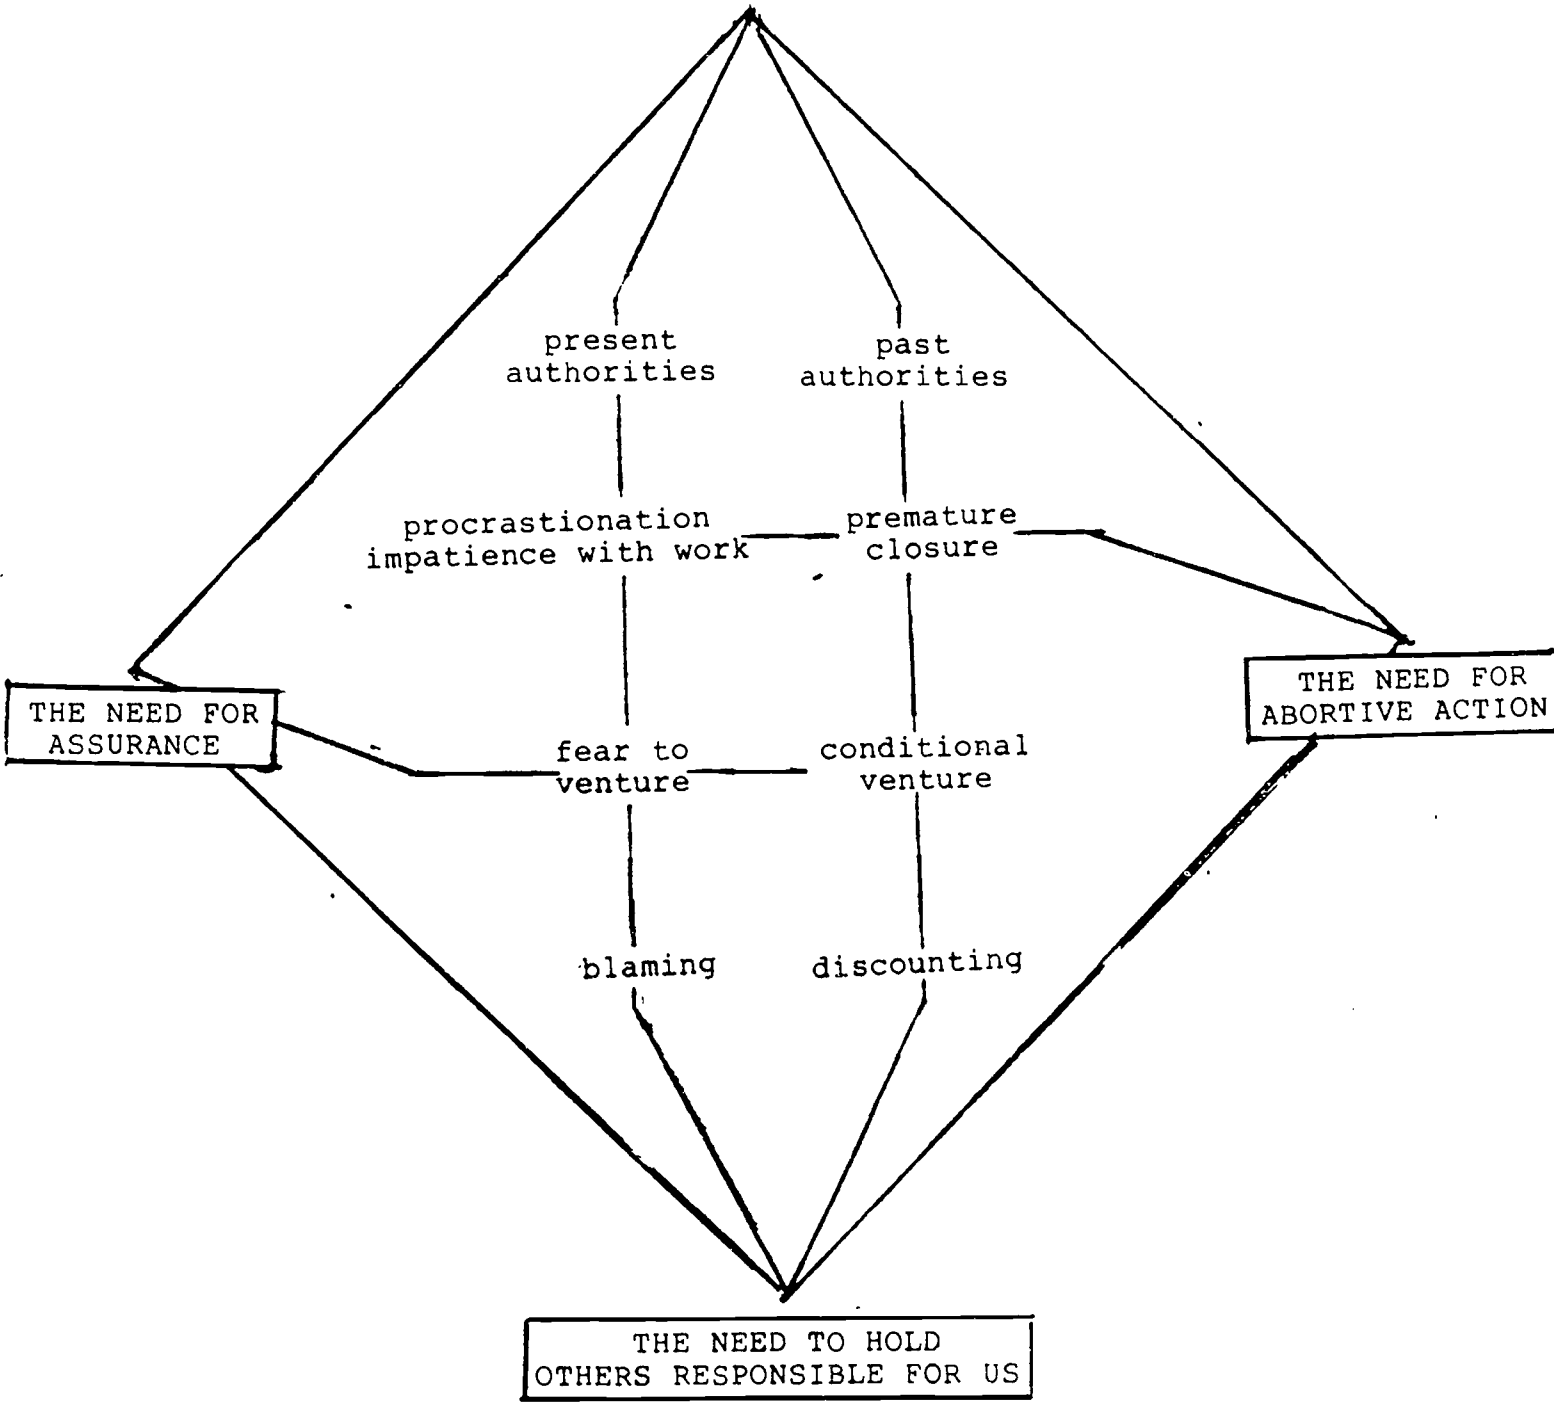 present
authorities
past
authorities
procrastionation
impatience with work
premature
closure
THE NEED FOR
ASSURANCE
THE NEED FOR
ABORTIVE ACTION
fear to
venture
conditional
venture
blaming
discounting
THE NEED TO HOLD
OTHERS RESPONSIBLE FOR US